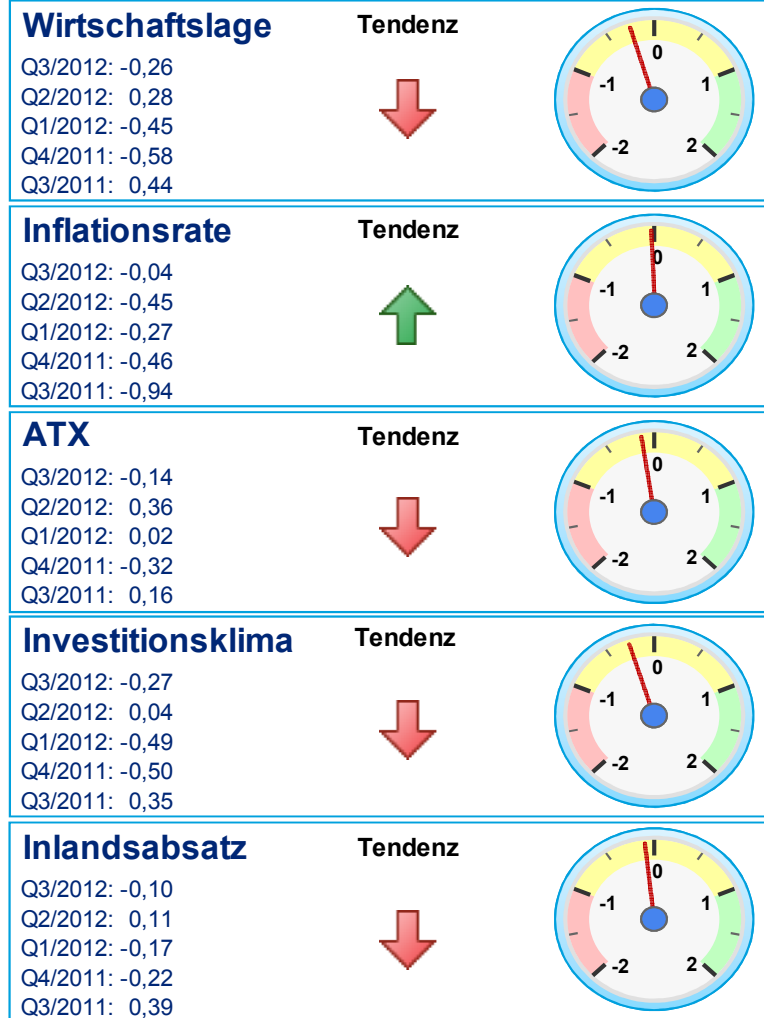 Wirtschaftslage
Tendenz
Q3/2012: -0,26
Q2/2012: 0,28
Q1/2012: -0,45
Q4/2011: -0,58
Q3/2011: 0,44
0
-1
1
-2
2
Inflationsrate
Tendenz
Q3/2012: -0,04
Q2/2012: -0,45
Q1/2012: -0,27
Q4/2011: -0,46
Q3/2011: -0,94
0
-1
1
-2
2
ATX
Tendenz
Q3/2012: -0,14
Q2/2012: 0,36
Q1/2012: 0,02
Q4/2011: -0,32
Q3/2011: 0,16
0
-1
1
-2
2
Investitionsklima
Tendenz
Q3/2012: -0,27
Q2/2012: 0,04
Q1/2012: -0,49
Q4/2011: -0,50
Q3/2011: 0,35
0
-1
1
-2
2
Inlandsabsatz
Tendenz
Q3/2012: -0,10
Q2/2012: 0,11
Q1/2012: -0,17
Q4/2011: -0,22
Q3/2011: 0,39
0
-1
1
-2
2